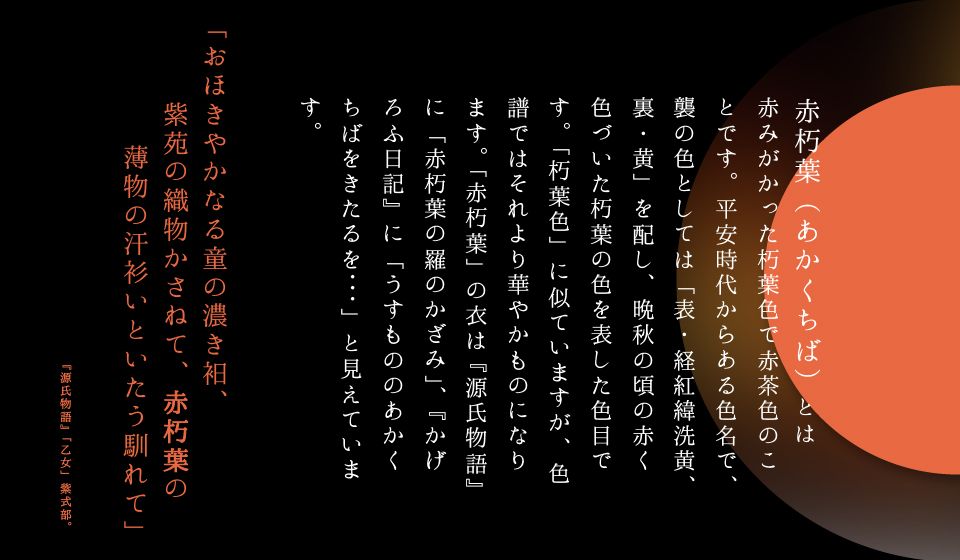 赤朽葉（あかくちば）とは
赤みがかった朽葉色で赤茶色のこ
とです。平安時代からある色名で、
襲の色としては「表・経紅緯洗黄、
裏・黄」を配し、晩秋の頃の赤く
色づいた朽葉の色を表した色目で
す。「朽葉色」に似ていますが、色
譜ではそれより華やかものになり
ます。「赤朽葉」の衣は『源氏物語』
に「赤朽葉の羅のかざみ」、『かげ
ろふ日記』に「うすもののあかく
ちばをきたるを･･･」と見えていま
す。
「おほきやかなる童の濃き衵、
紫苑の織物かさねて、赤朽葉の
薄物の汗衫いといたう馴れて」
『源氏物語』「乙女」紫式部。